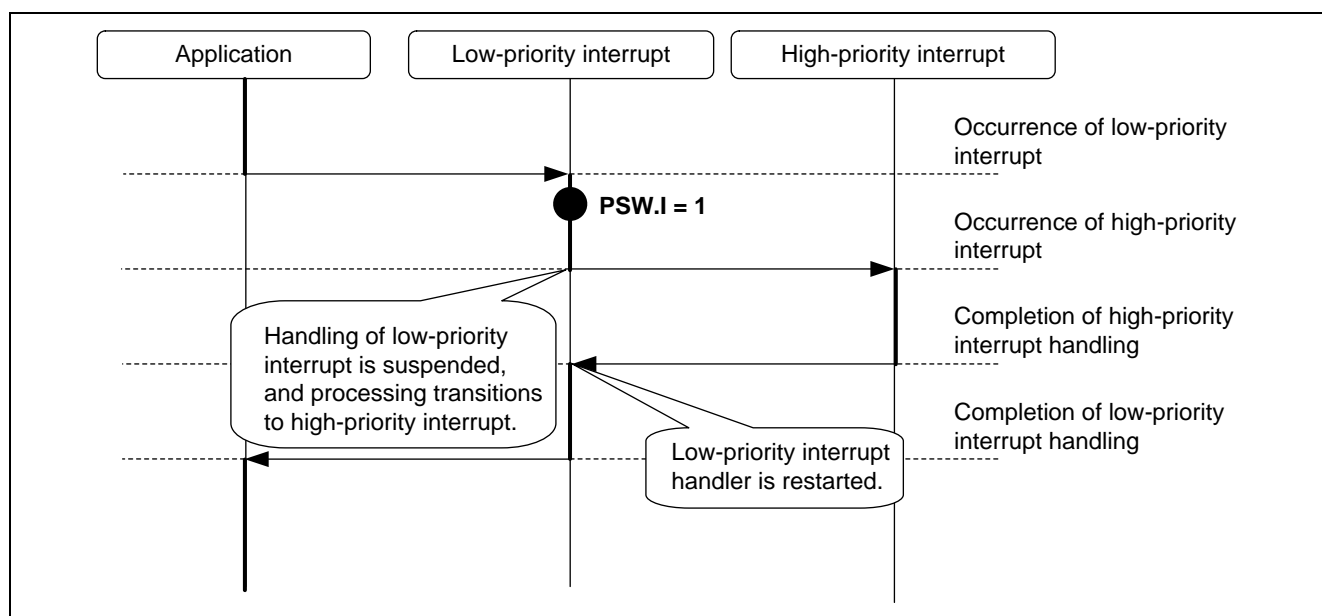 Application
Low-priority interrupt
High-priority interrupt
Occurrence of low-priority
interrupt
PSW.I = 1
Occurrence of high-priority
interrupt
Handling of low-priority
interrupt is suspended,
and processing transitions
to high-priority interrupt.
Completion of high-priority
interrupt handling
Completion of low-priority
interrupt handling
Low-priority interrupt
handler is restarted.